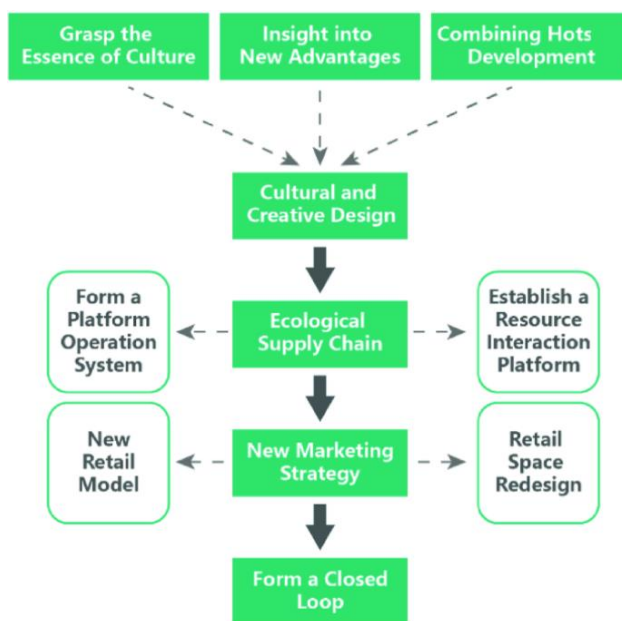 Grasp the
Essence of Culture
Insight into
New Advantages
Combining Hots
Development
Cultural and
Creative Design
Form a
Platform
Operation
System
Ecological
Supply Chain
Establish a
Resource
Interaction
Platform
New
Retail
Model
New Marketing
Strategy
Retail
Space
Redesign
Form a Closed
Loop